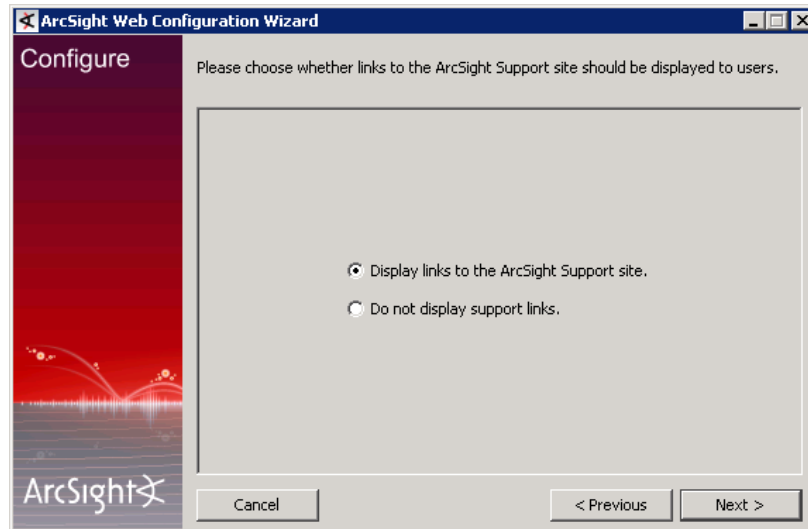 ArcSight Web Configuration Wizard
Configure
Please choose whether links to the ArcSight Support site should be displayed to users.
Display links to the ArcSight Support site.
Do not display support links.
ArcSight
Cancel
< Previous
Next >